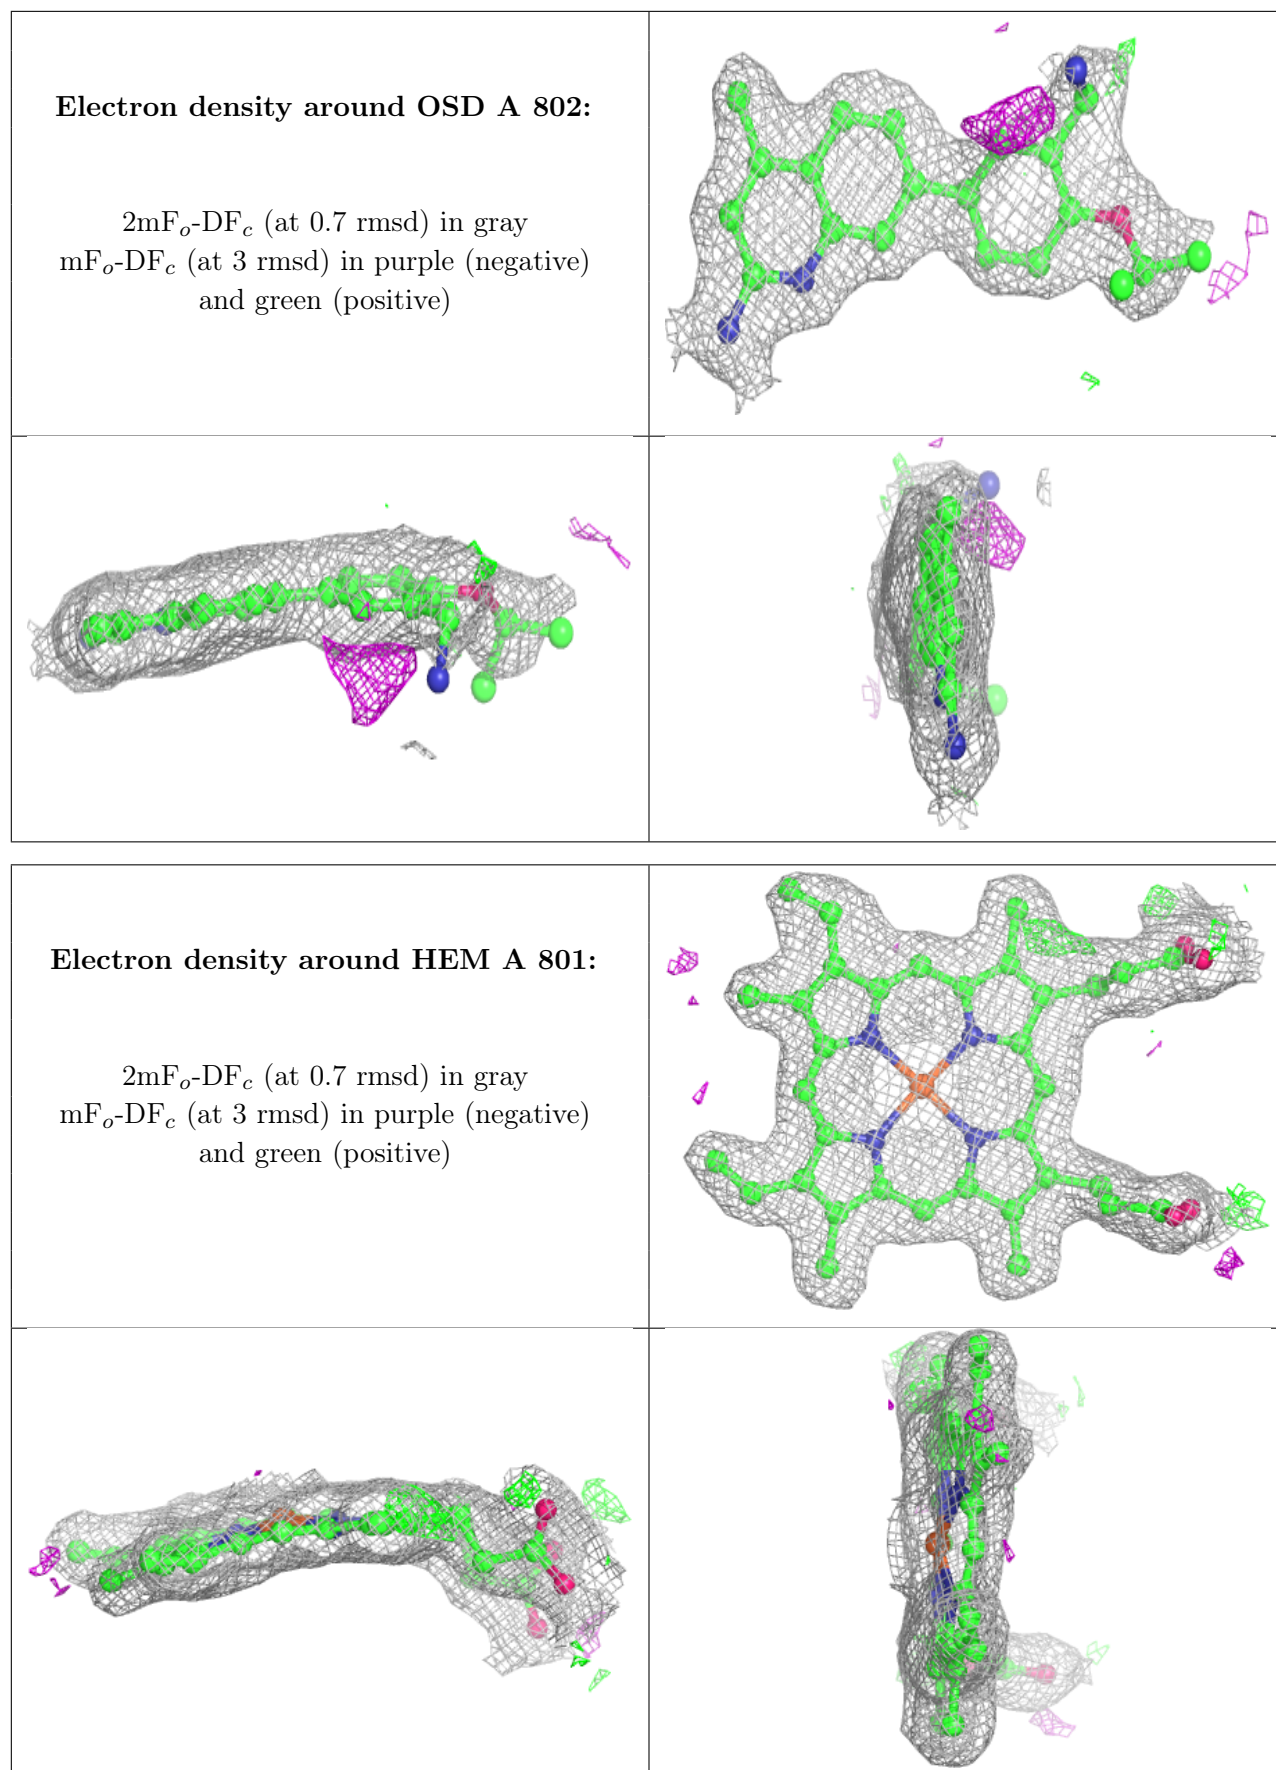 Electron density around OSD A 802:
2mFo-DFc (at 0.7 rmsd) in gray
mFo-DFc (at 3 rmsd) in purple (negative)
and green (positive)
Electron density around HEM A 801:
2mFo-DFc (at 0.7 rmsd) in gray
mFo-DFc (at 3 rmsd) in purple (negative)
and green (positive)